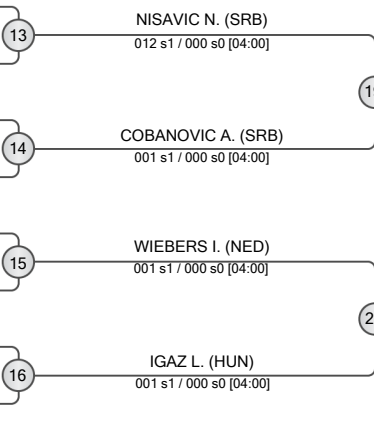 NISAVIC N. (SRB)
13
012 s1 / 000 s0 [04:00]
COBANOVIC A. (SRB)
14
001 s1 / 000 s0 [04:00]
WIEBERS I. (NED)
15
001 s1 / 000 s0 [04:00]
IGAZ L. (HUN)
16
001 s1 / 000 s0 [04:00]